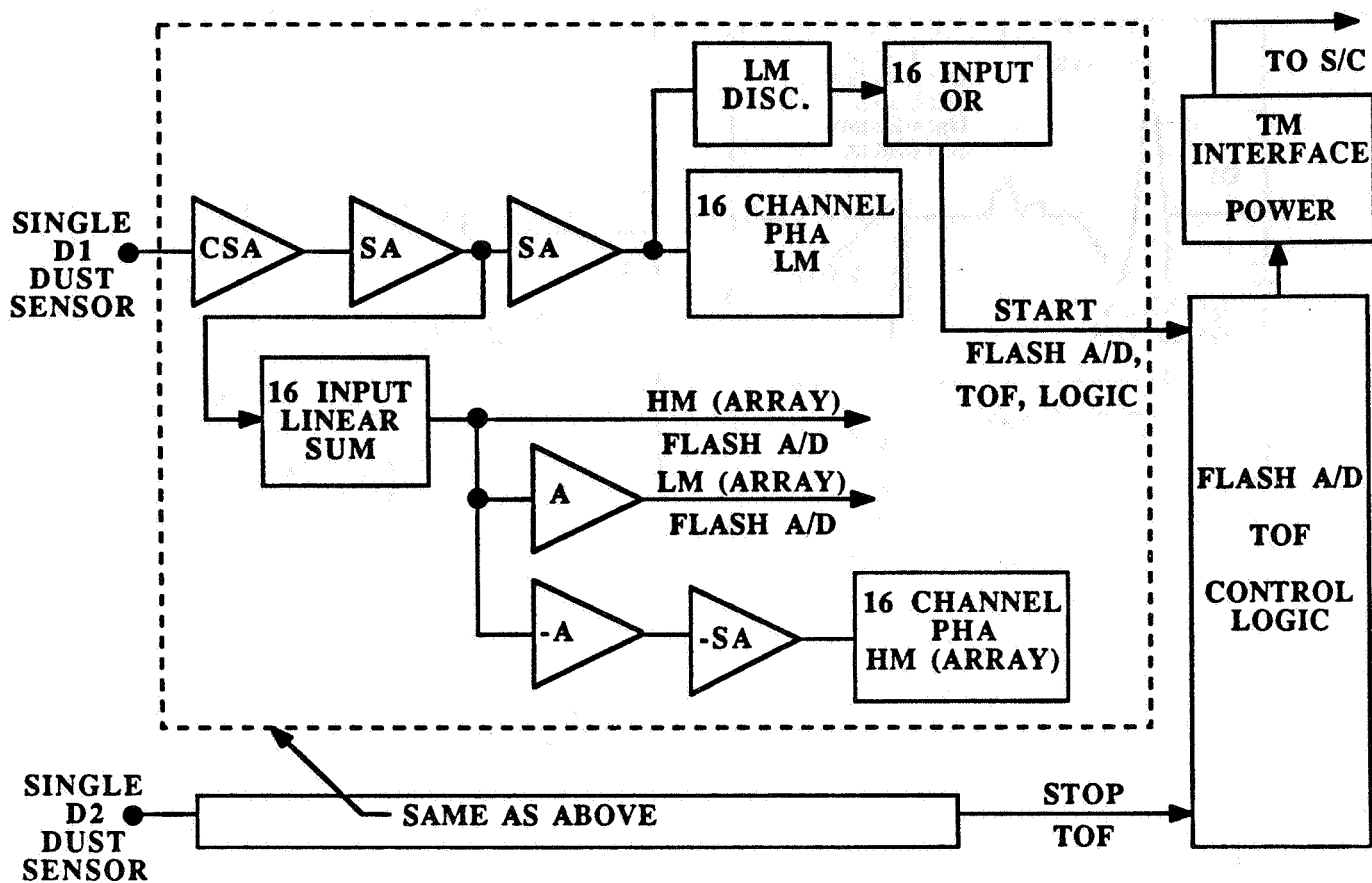 LM
DISC.
16 INPUT
OR
TO S/C
TM
INTERFACE
POWER
SINGLE
D1
DUST
SENSOR
CSA
SA
SA
16 CHANNEL
PHA
LM
START
FLASH A/D,
TOF, LOGIC
16 INPUT
LINEAR
SUM
HM (ARRAY)
FLASH A/D
A
LM (ARRAY)
FLASH A/D
-A
-SA
16 CHANNEL
PHA
HM (ARRAY)
FLASH A/D
TOF
CONTROL
LOGIC
SINGLE
D2
DUST
SENSOR
SAME AS ABOVE
STOP
TOF